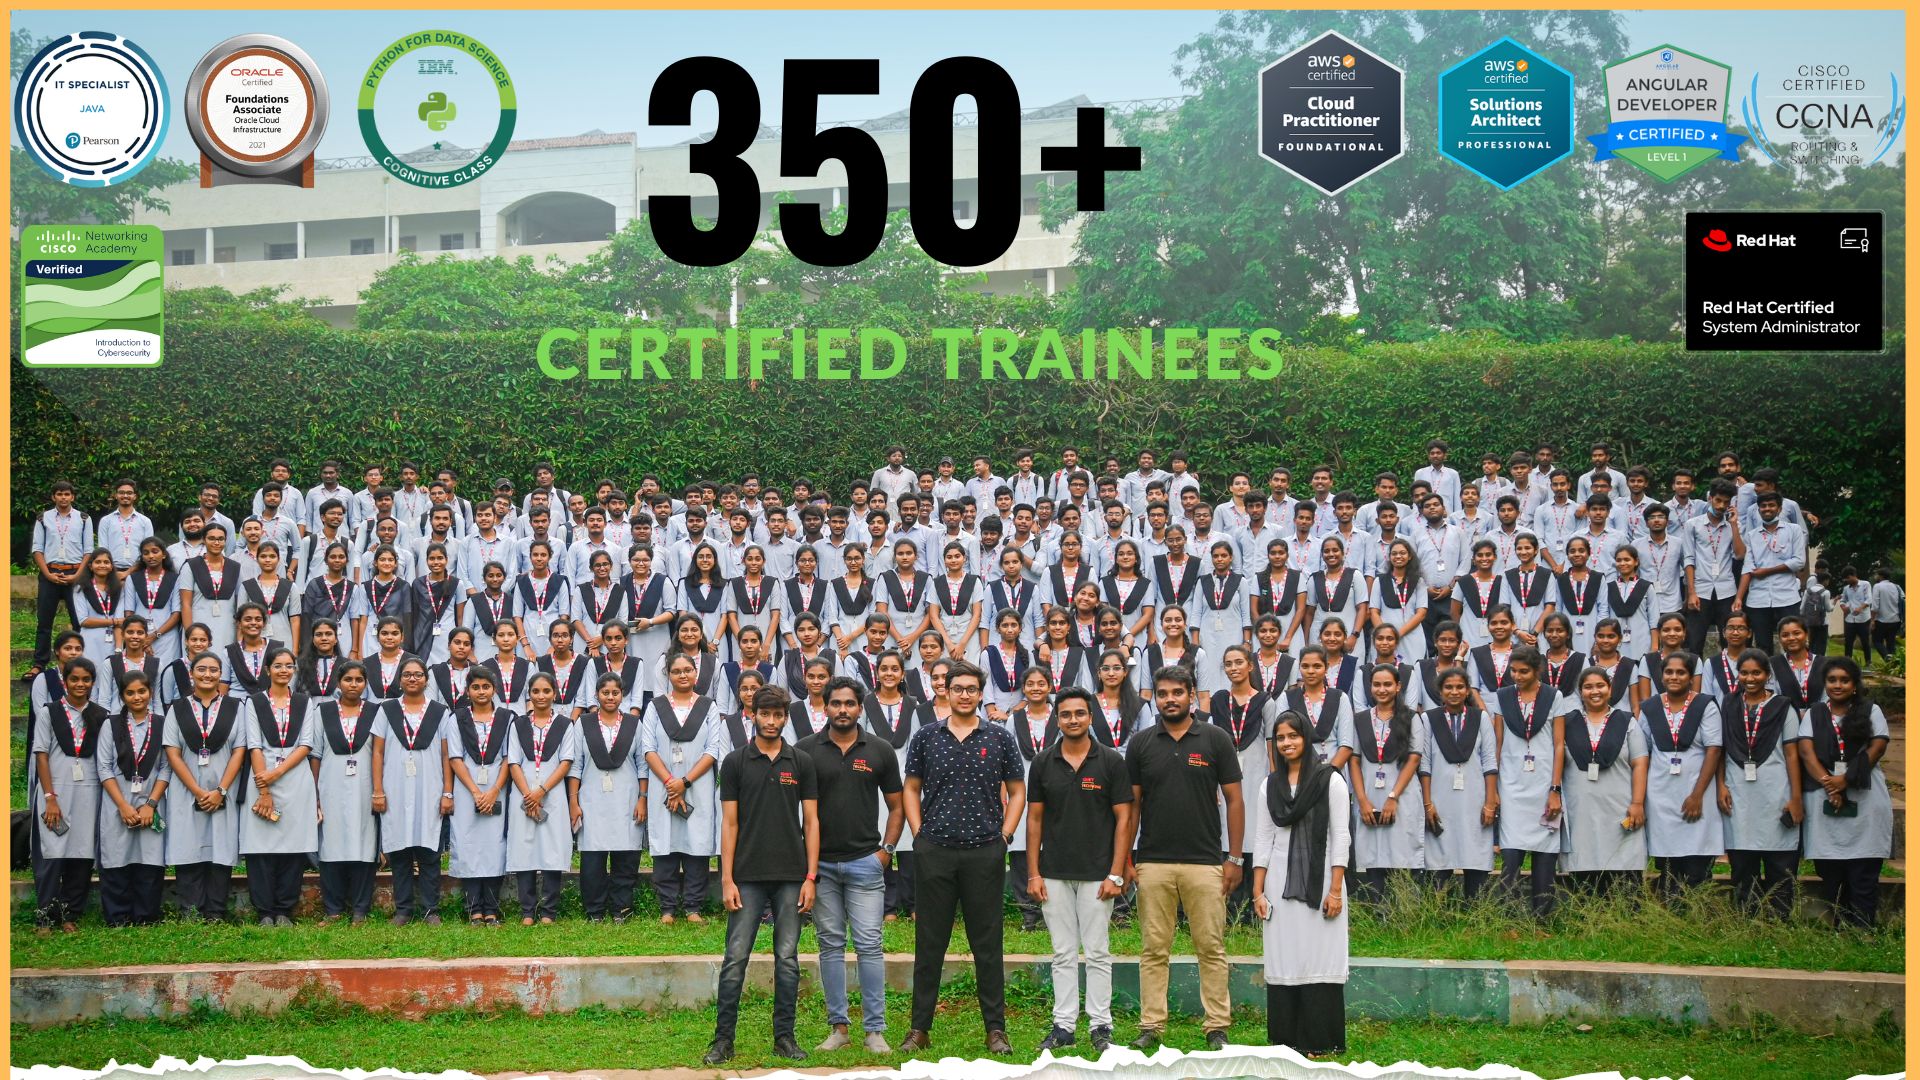 350+
CERTIFIED TRAINEES
IT SPECIALIST
JAVA
Pearson
ORACLE
Certified
Foundations
Associate
Oracle Cloud
Infrastructure
2021
PYTHON FOR DATA SCIENCE
IBM.
COGNITIVE CLASS
aws
certified
Cloud
Practitioner
FOUNDATIONAL
aws
certified
Solutions
Architect
PROFESSIONAL
ANGULAR
DEVELOPER
CERTIFIED
LEVEL 1
CISCO
CERTIFIED
CCNA
ROUTING &
SWITCHING
CISCO Networking
Academy
Verified
Introduction to
Cybersecurity
Red Hat
Red Hat Certified
System Administrator